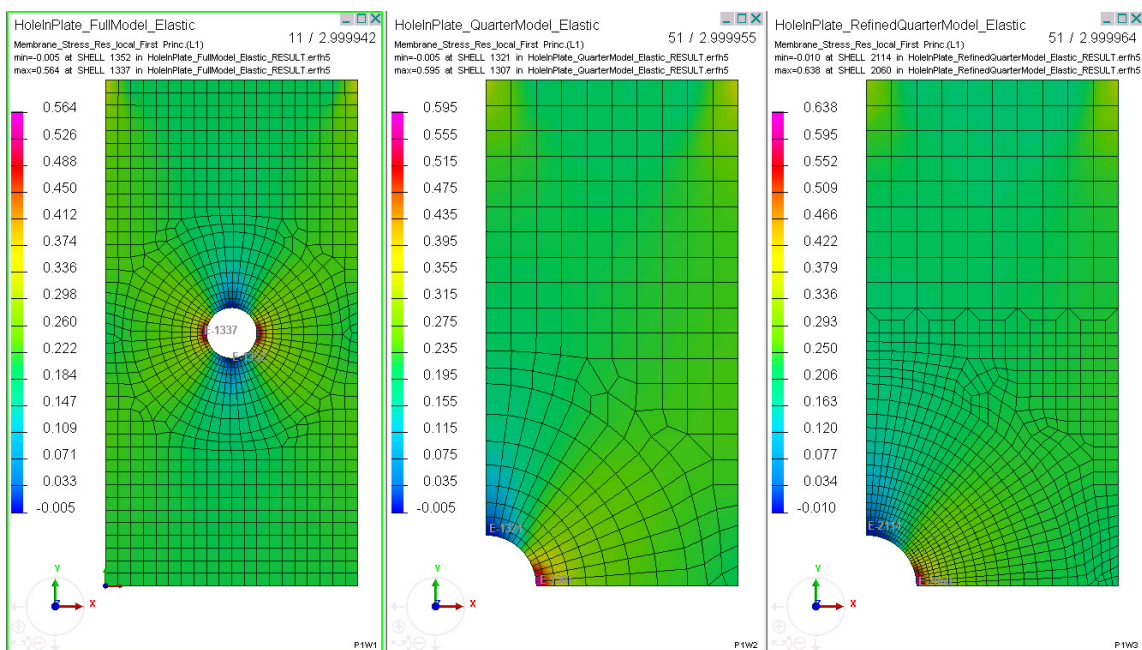 HoleInPlate_FullModel_Elastic
11 / 2.999942
Membrane_Stress_Res_local_First Princ.(L1)
min=-0.005 at SHELL 1352 in HoleInPlate_FullModel_Elastic_RESULT.erfh5
max=0.564 at SHELL 1337 in HoleInPlate_FullModel_Elastic_RESULT.erfh5
0.564
0.526
0.488
0.450
0.412
0.374
0.336
0.298
0.260
0.222
0.184
0.147
0.109
0.071
0.033
-0.005
E-1337
Y
Z
X
P1W1
HoleInPlate_QuarterModel_Elastic
51 / 2.999955
Membrane_Stress_Res_local_First Princ.(L1)
min=-0.005 at SHELL 1321 in HoleInPlate_QuarterModel_Elastic_RESULT.erfh5
max=0.595 at SHELL 1307 in HoleInPlate_QuarterModel_Elastic_RESULT.erfh5
0.595
0.555
0.515
0.475
0.435
0.395
0.355
0.315
0.275
0.235
0.195
0.155
0.115
0.075
0.035
-0.005
E-1321
Y
Z
X
P1W2
HoleInPlate_RefinedQuarterModel_Elastic
51 / 2.999964
Membrane_Stress_Res_local_First Princ.(L1)
min=-0.010 at SHELL 2114 in HoleInPlate_RefinedQuarterModel_Elastic_RESULT.erfh5
max=0.638 at SHELL 2060 in HoleInPlate_RefinedQuarterModel_Elastic_RESULT.erfh5
0.638
0.595
0.552
0.509
0.466
0.422
0.379
0.336
0.293
0.250
0.206
0.163
0.120
0.077
0.034
-0.010
E-2114
Y
Z
X
P1W3